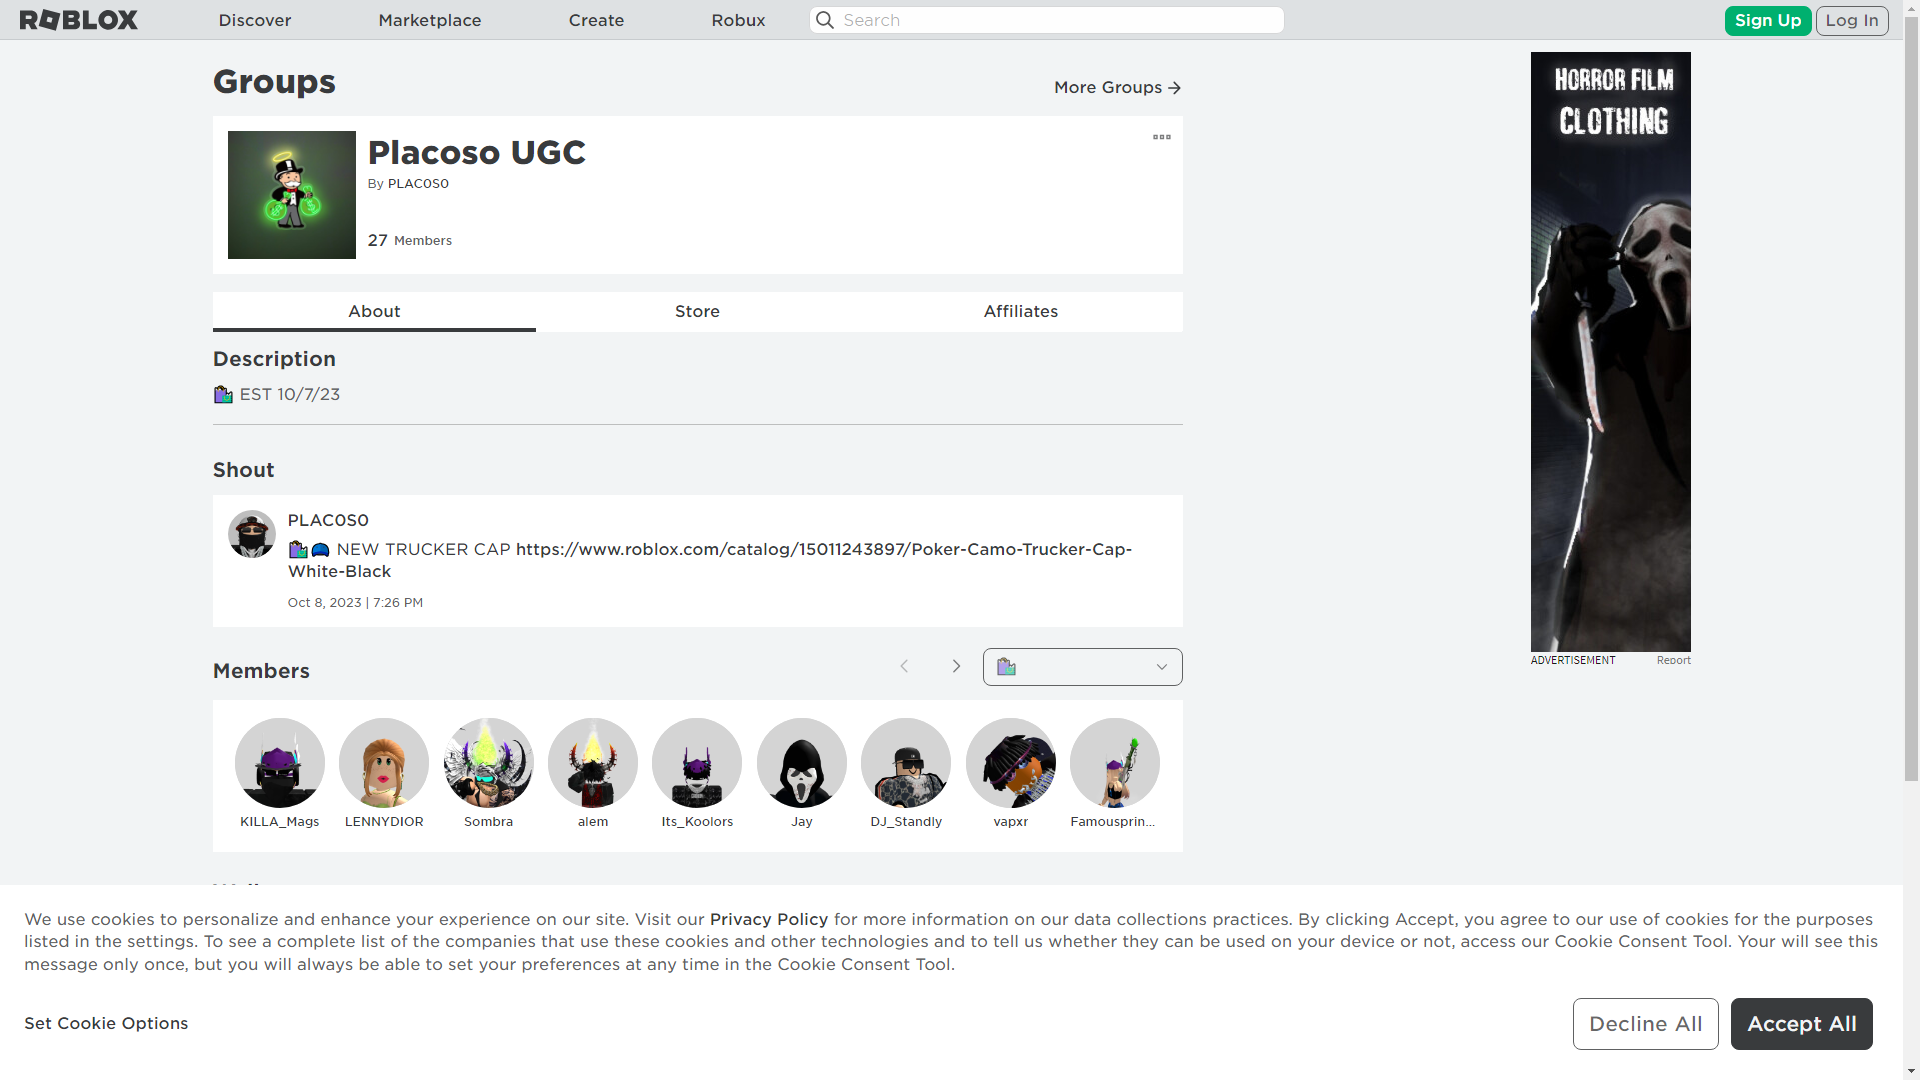 ROBLOX
Discover
Marketplace
Create
Robux
Search
Sign Up
Log In
Groups
More Groups
Placoso UGC
By PLAC0S0
27 Members
About
Store
Affiliates
Description
EST 10/7/23
Shout
PLAC0S0
NEW TRUCKER CAP https://www.roblox.com/catalog/15011243897/Poker-Camo-Trucker-Cap-
White-Black
Oct 8, 2023 | 7:26 PM
Members
KILLA_Mags
LENNYDIOR
Sombra
alem
Its_Koolors
Jay
DJ_Standly
vapxr
Famousprin...
HORROR FILM
CLOTHING
ADVERTISEMENT
Report
We use cookies to personalize and enhance your experience on our site. Visit our Privacy Policy for more information on our data collections practices. By clicking Accept, you agree to our use of cookies for the purposes
listed in the settings. To see a complete list of the companies that use these cookies and other technologies and to tell us whether they can be used on your device or not, access our Cookie Consent Tool. Your will see this
message only once, but you will always be able to set your preferences at any time in the Cookie Consent Tool.
Set Cookie Options
Decline All
Accept All